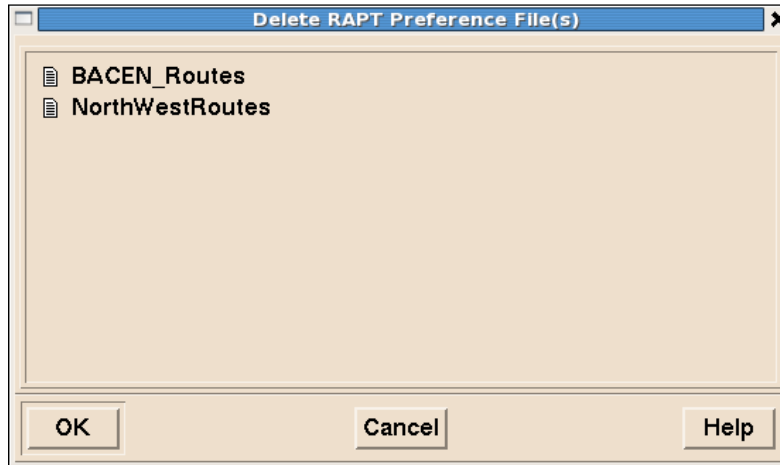 Delete RAPT Preference File(s)
BACEN_Routes
NorthWestRoutes
OK Cancel Help